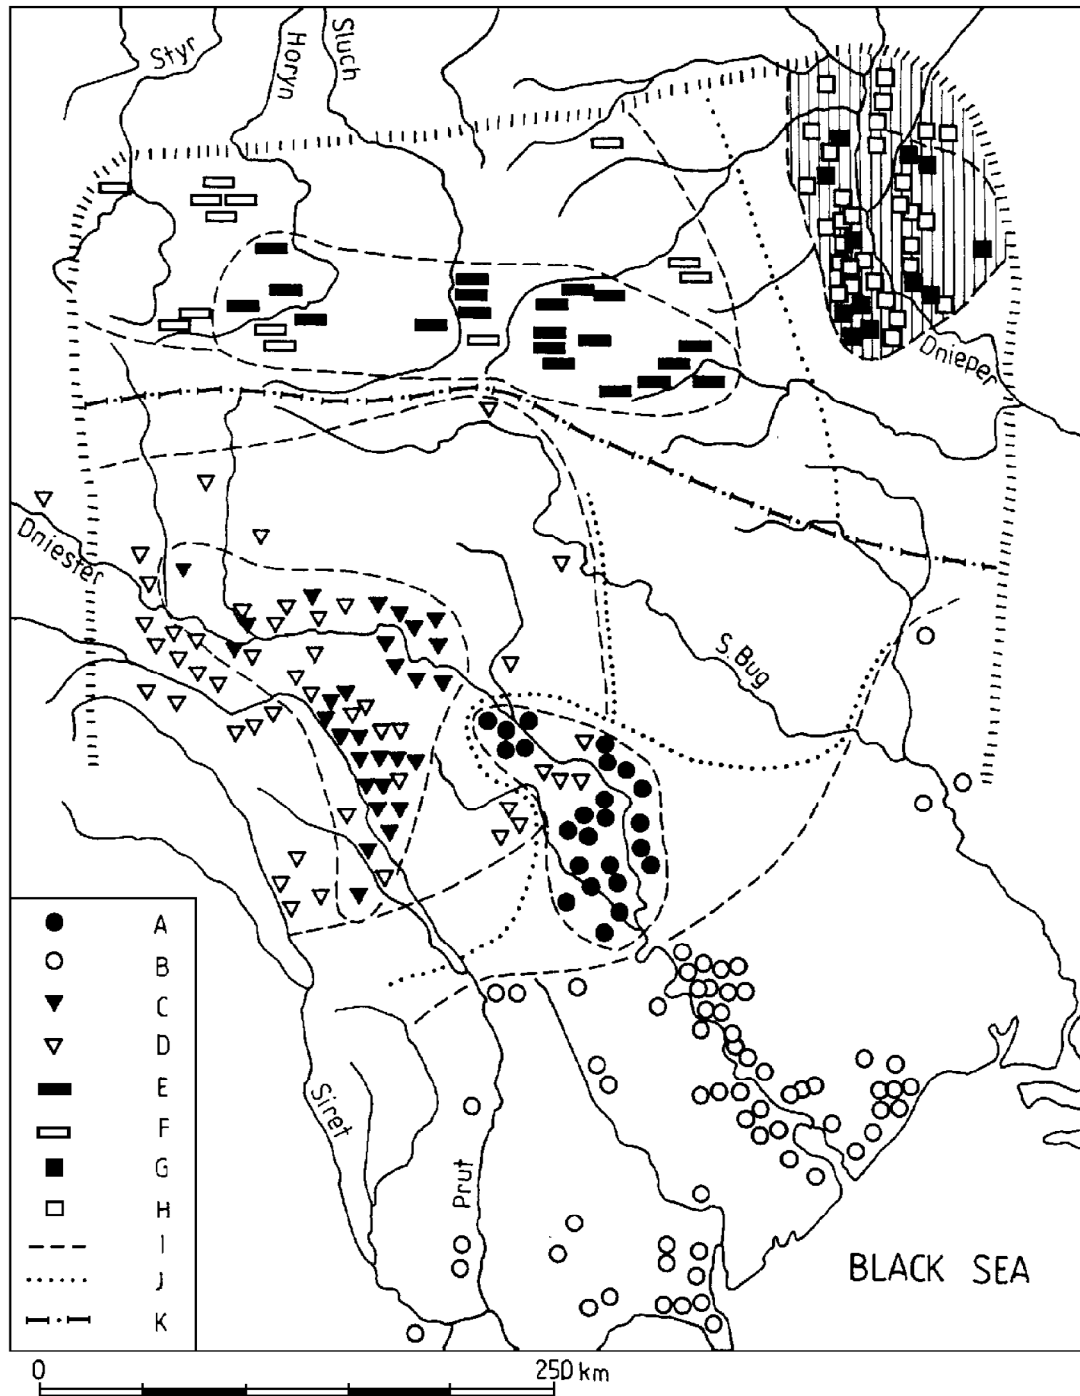 Styr
Horyn
Sluch
Dnieper
Dniester
S. Bug
Siret
Prut
BLACK SEA
A
B
C
D
E
F
G
H
I
J
K
0 250 km